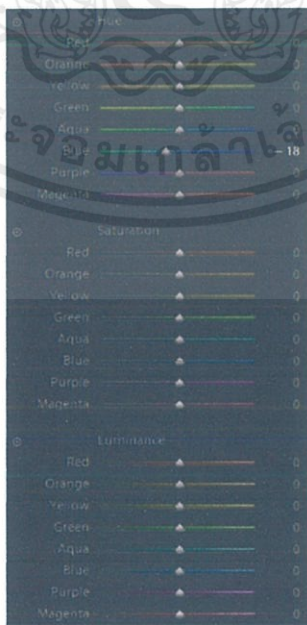 Hue
Red 0
Orange 0
Yellow 0
Green 0
Aqua 0
Blue – 18
Purple 0
Magenta 0
Saturation
Red 0
Orange 0
Yellow 0
Green 0
Aqua 0
Blue 0
Purple 0
Magenta 0
Luminance
Red 0
Orange 0
Yellow 0
Green 0
Aqua 0
Blue 0
Purple 0
Magenta 0